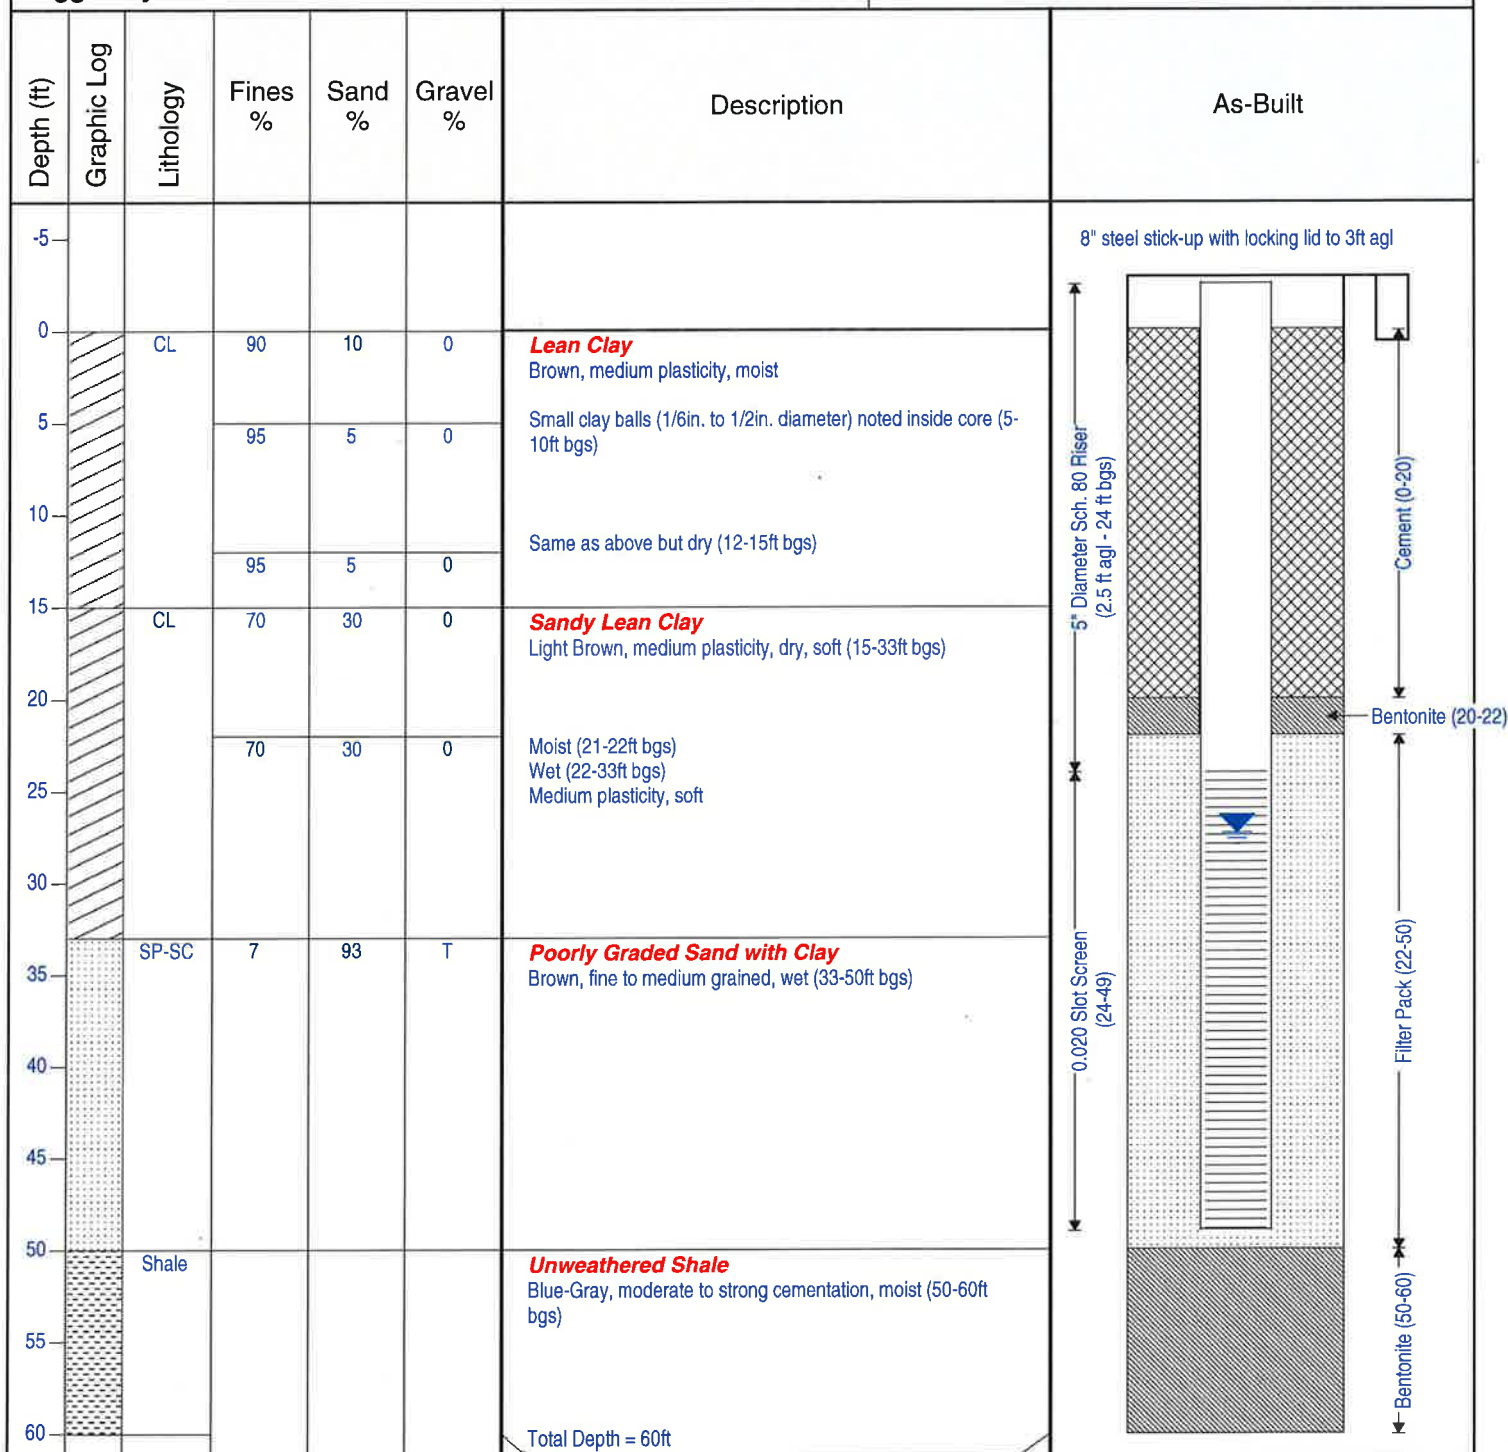 Depth (ft)
Graphic Log
Lithology
Fines
%
Sand
%
Gravel
%
Description
As-Built
-5
8" steel stick-up with locking lid to 3ft agl
0
CL
90
10
0
Lean Clay
Brown, medium plasticity, moist
5
95
5
0
Small clay balls (1/6in. to 1/2in. diameter) noted inside core (5-
10ft bgs)
10
Same as above but dry (12-15ft bgs)
95
5
0
15
CL
70
30
0
Sandy Lean Clay
Light Brown, medium plasticity, dry, soft (15-33ft bgs)
20
70
30
0
Moist (21-22ft bgs)
Wet (22-33ft bgs)
Medium plasticity, soft
25
30
SP-SC
7
93
T
Poorly Graded Sand with Clay
Brown, fine to medium grained, wet (33-50ft bgs)
35
40
45
50
Shale
Unweathered Shale
Blue-Gray, moderate to strong cementation, moist (50-60ft
bgs)
55
60
Total Depth = 60ft
5" Diameter Sch. 80 Riser
(2.5 ft agl - 24 ft bgs)
Cement (0-20)
Bentonite (20-22)
0.020 Slot Screen
(24-49)
Filter Pack (22-50)
Bentonite (50-60)